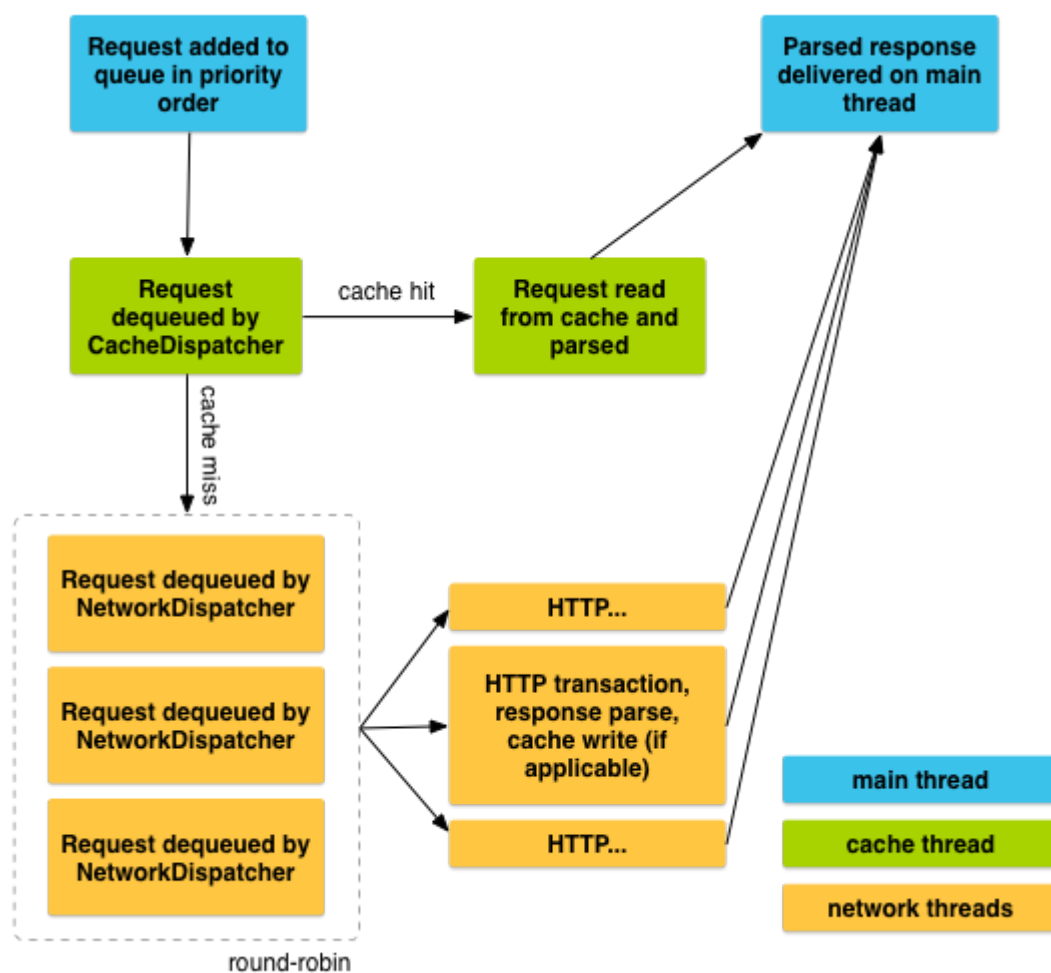 Request added to
queue in priority
order
Parsed response
delivered on main
thread
Request
dequeued by
CacheDispatcher
cache hit
Request read
from cache and
parsed
cache miss
Request dequeued by
NetworkDispatcher
Request dequeued by
NetworkDispatcher
Request dequeued by
NetworkDispatcher
round-robin
HTTP...
HTTP transaction,
response parse,
cache write (if
applicable)
HTTP...
main thread
cache thread
network threads